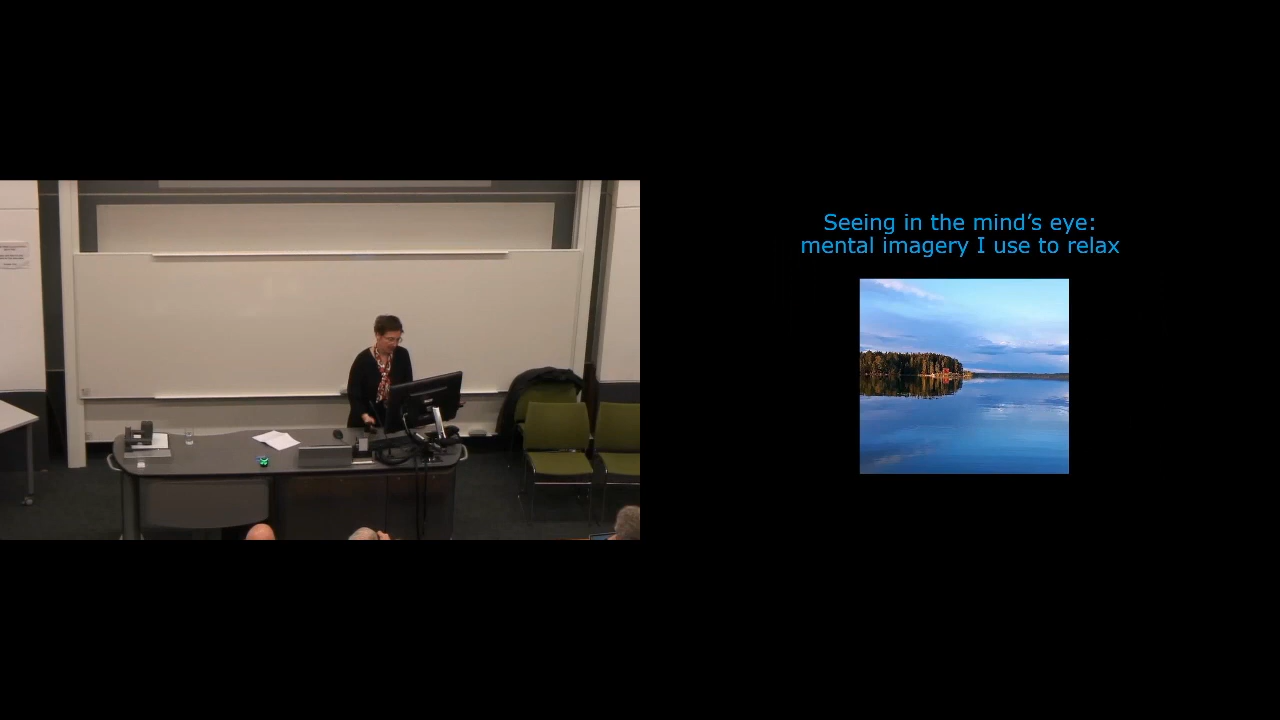 Seeing in the mind’s eye:
mental imagery I use to relax